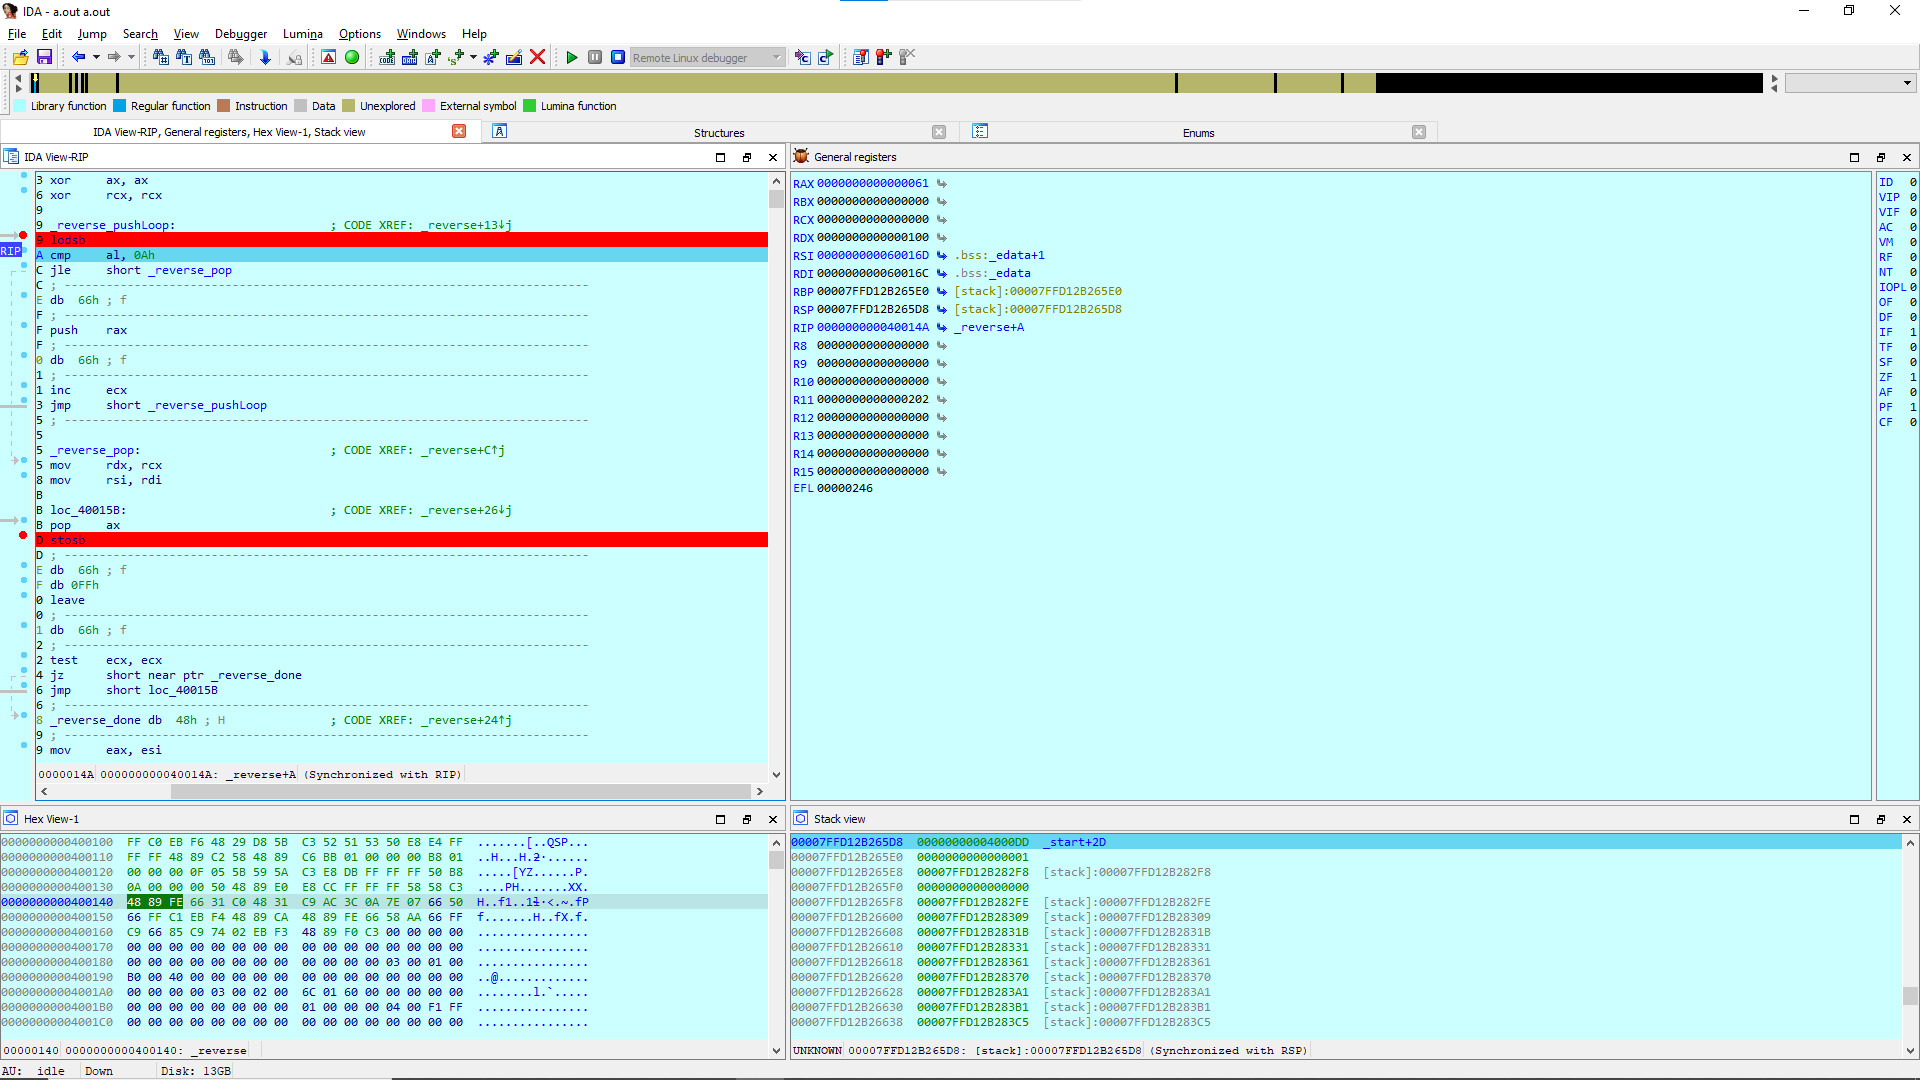 IDA - a.out a.out
File Edit Jump Search View Debugger Lumina Options Windows Help
Remote Linux debugger
Library function Regular function Instruction Data Unexplored External symbol Lumina function
IDA View-RIP, General registers, Hex View-1, Stack view Structures Enums
IDA View-RIP
3 xor ax, ax
6 xor rcx, rcx
9
9 _reverse_pushLoop: ; CODE XREF: _reverse+13↓j
9 lodsb
RIP
A cmp al, 0Ah
C jle short _reverse_pop
C ; ---------------------------------------------------------------------------
E db 66h ; f
F ; ---------------------------------------------------------------------------
F push rax
F ; ---------------------------------------------------------------------------
0 db 66h ; f
1 ; ---------------------------------------------------------------------------
1 inc ecx
3 jmp short _reverse_pushLoop
5 ; ---------------------------------------------------------------------------
5
5 _reverse_pop: ; CODE XREF: _reverse+C↑j
5 mov rdx, rcx
8 mov rsi, rdi
B
B loc_40015B: ; CODE XREF: _reverse+26↓j
B pop ax
D stosb
D ; ---------------------------------------------------------------------------
E db 66h ; f
F db 0FFh
0 leave
0 ; ---------------------------------------------------------------------------
1 db 66h ; f
2 ; ---------------------------------------------------------------------------
2 test ecx, ecx
4 jz short near ptr _reverse_done
6 jmp short loc_40015B
6 ; ---------------------------------------------------------------------------
8 _reverse_done db 48h ; H ; CODE XREF: _reverse+24↑j
9 ; ---------------------------------------------------------------------------
9 mov eax, esi
0000014A 000000000040014A: _reverse+A (Synchronized with RIP)
General registers
RAX 0000000000000061
RBX 0000000000000000
RCX 0000000000000000
RDX 0000000000000100
RSI 000000000060016D .bss:_edata+1
RDI 000000000060016C .bss:_edata
RBP 00007FFD12B265E0 [stack]:00007FFD12B265E0
RSP 00007FFD12B265D8 [stack]:00007FFD12B265D8
RIP 000000000040014A _reverse+A
R8 0000000000000000
R9 0000000000000000
R10 0000000000000000
R11 0000000000000202
R12 0000000000000000
R13 0000000000000000
R14 0000000000000000
R15 0000000000000000
EFL 00000246
ID 0
VIP 0
VIF 0
AC 0
VM 0
RF 0
NT 0
IOPL 0
OF 0
DF 0
IF 1
TF 0
SF 0
ZF 1
AF 0
PF 1
CF 0
Hex View-1
0000000000400100 FF C0 EB F6 48 29 D8 5B C3 52 51 53 50 E8 E4 FF .......[..QSP...
0000000000400110 FF FF 48 89 C2 58 48 89 C6 BB 01 00 00 00 B8 01 ..H...H.2.......
0000000000400120 00 00 00 0F 05 5B 59 5A C3 E8 DB FF FF FF 50 B8 .....[YZ......P.
0000000000400130 0A 00 00 00 50 48 89 E0 E8 CC FF FF FF 58 58 C3 ....PH.......XX.
0000000000400140 48 89 FE 66 31 C0 48 31 C9 AC 3C 0A 7E 07 66 50 H..f1..1ł.<.~.fP
0000000000400150 66 FF C1 EB F4 48 89 CA 48 89 FE 66 58 AA 66 FF f.......H..fX.f.
0000000000400160 C9 66 85 C9 74 02 EB F3 48 89 F0 C3 00 00 00 00 ................
0000000000400170 00 00 00 00 00 00 00 00 00 00 00 00 00 00 00 00 ................
0000000000400180 00 00 00 00 00 00 00 00 00 00 00 00 03 00 01 00 ................
0000000000400190 B0 00 40 00 00 00 00 00 00 00 00 00 00 00 00 00 ..@.............
00000000004001A0 00 00 00 00 03 00 02 00 6C 01 60 00 00 00 00 00 ........l.`.....
00000000004001B0 00 00 00 00 00 00 00 00 01 00 00 00 04 00 F1 FF ................
00000000004001C0 00 00 00 00 00 00 00 00 00 00 00 00 00 00 00 00 ................
00000140 0000000000400140: _reverse
Stack view
00007FFD12B265D8 00000000004000DD _start+2D
00007FFD12B265E0 0000000000000001
00007FFD12B265E8 00007FFD12B282F8 [stack]:00007FFD12B282F8
00007FFD12B265F0 0000000000000000
00007FFD12B265F8 00007FFD12B282FE [stack]:00007FFD12B282FE
00007FFD12B26600 00007FFD12B28309 [stack]:00007FFD12B28309
00007FFD12B26608 00007FFD12B2831B [stack]:00007FFD12B2831B
00007FFD12B26610 00007FFD12B28331 [stack]:00007FFD12B28331
00007FFD12B26618 00007FFD12B28361 [stack]:00007FFD12B28361
00007FFD12B26620 00007FFD12B28370 [stack]:00007FFD12B28370
00007FFD12B26628 00007FFD12B283A1 [stack]:00007FFD12B283A1
00007FFD12B26630 00007FFD12B283B1 [stack]:00007FFD12B283B1
00007FFD12B26638 00007FFD12B283C5 [stack]:00007FFD12B283C5
UNKNOWN 00007FFD12B265D8: [stack]:00007FFD12B265D8 (Synchronized with RSP)
AU: idle Down Disk: 13GB